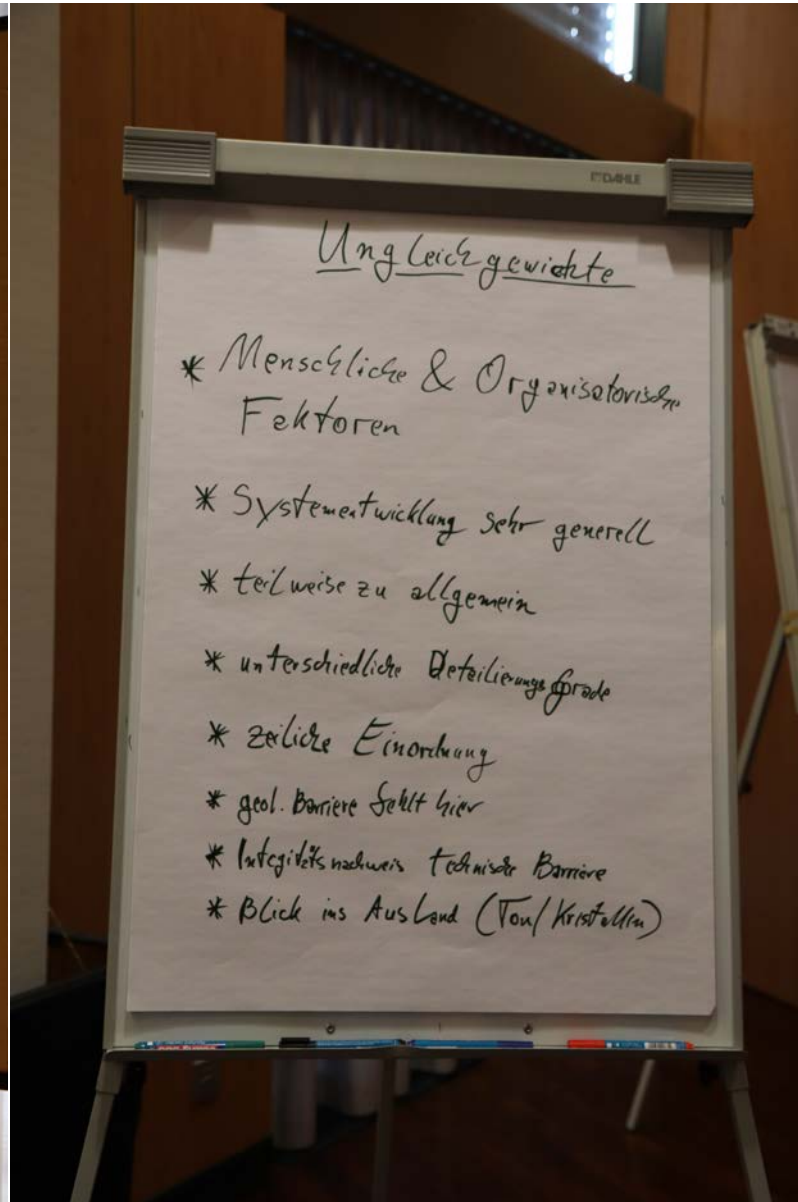 DAHLE
Ungleichgewichte
* Menschliche & Organisatorische
Faktoren
* Systementwicklung sehr generell
* teilweise zu allgemein
* unterschiedliche Detailierungsgrade
* zeiliche Einordnung
* geol. Barriere fehlt hier
* Integritätsnachweis technische Barriere
* Blick ins Ausland (Ton/Kristallin)